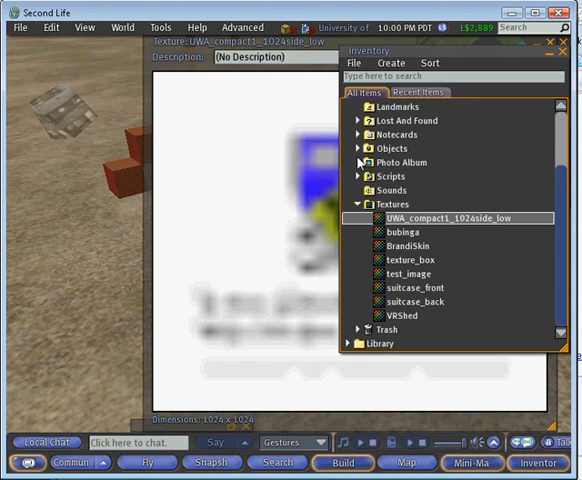 Second Life
File Edit View World Tools Help Advanced University of 10:00 PM PDT L$2,889
Texture: UWA_compact1_1024side_low
Description: (No Description)
Inventory
File Create Sort
Type here to search
All Items Recent Items
Landmarks
Lost And Found
Notecards
Objects
Photo Album
Scripts
Sounds
Textures
UWA_compact1_1024side_low
bubinga
BrandiSkin
texture_box
test_image
suitcase_front
suitcase_back
VRShed
Trash
Library
Dimensions: 1024 x 1024
Local Chat Click here to chat. Say Gestures Talk
Commun Fly Snapsh Search Build Map Mini-Ma Inventor